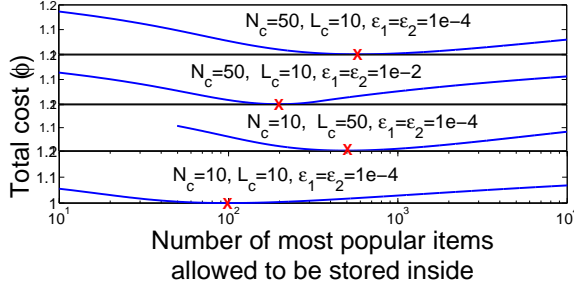 1.2
N_c=50, L_c=10, ε_1=ε_2=1e-4
1.1
1.2
N_c=50, L_c=10, ε_1=ε_2=1e-2
1.1
1.2
N_c=10, L_c=50, ε_1=ε_2=1e-4
1.1
1.2
N_c=10, L_c=10, ε_1=ε_2=1e-4
1.1
1
10^1 10^2 10^3 10^4
Total cost (ϕ)
Number of most popular items
allowed to be stored inside